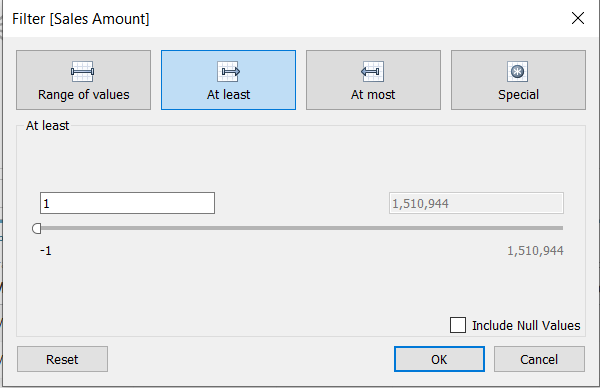 Filter [Sales Amount]
Range of values
At least
At most
Special
At least
1
1,510,944
-1
1,510,944
Include Null Values
Reset
OK
Cancel